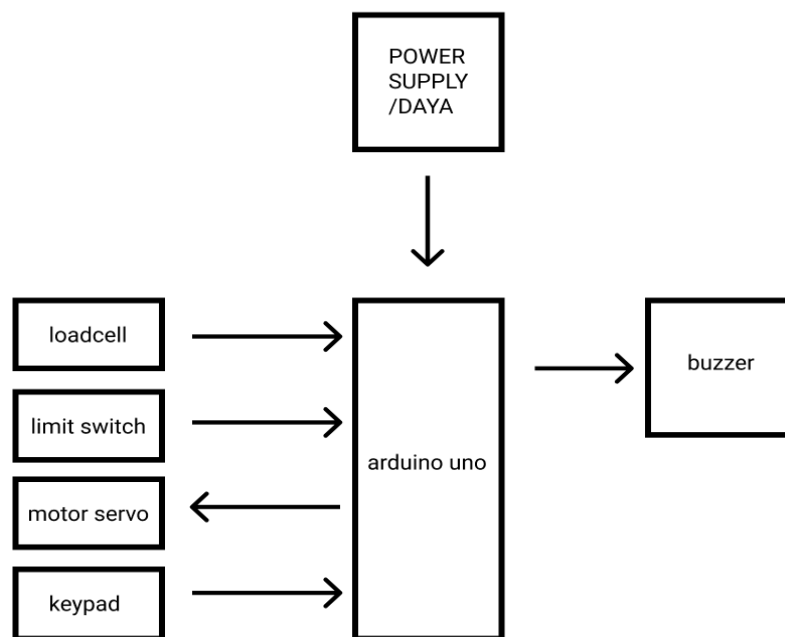 POWER
SUPPLY
/DAYA
loadcell
limit switch
motor servo
keypad
arduino uno
buzzer